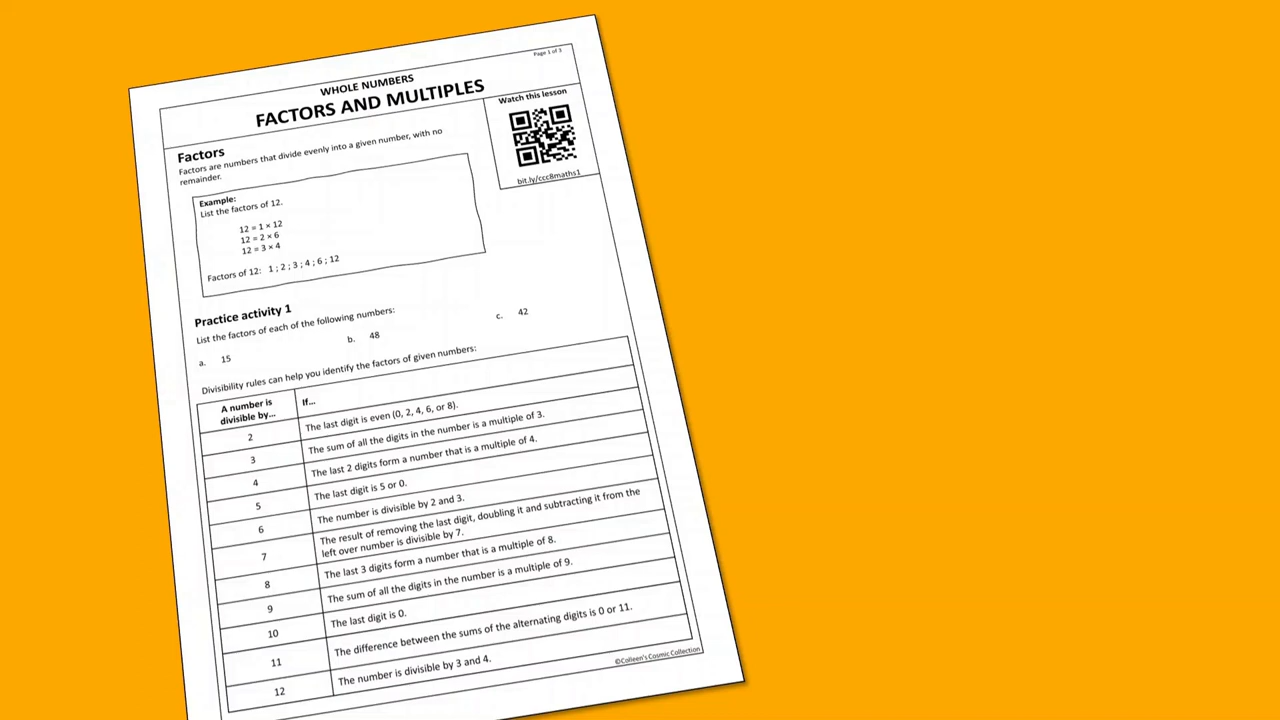 Page 1 of 3
WHOLE NUMBERS
FACTORS AND MULTIPLES
Watch this lesson
bit.ly/ccc8maths1
Factors
Factors are numbers that divide evenly into a given number, with no
remainder.
Example:
List the factors of 12.
12 = 1 × 12
12 = 2 × 6
12 = 3 × 4
Factors of 12: 1 ; 2 ; 3 ; 4 ; 6 ; 12
Practice activity 1
List the factors of each of the following numbers:
a. 15 b. 48 c. 42
Divisibility rules can help you identify the factors of given numbers:
A number is
divisible by...
If...
2 The last digit is even (0, 2, 4, 6, or 8).
3 The sum of all the digits in the number is a multiple of 3.
4 The last 2 digits form a number that is a multiple of 4.
5 The last digit is 5 or 0.
6 The number is divisible by 2 and 3.
7 The result of removing the last digit, doubling it and subtracting it from the
left over number is divisible by 7.
8 The last 3 digits form a number that is a multiple of 8.
9 The sum of all the digits in the number is a multiple of 9.
10 The last digit is 0.
11 The difference between the sums of the alternating digits is 0 or 11.
12 The number is divisible by 3 and 4.
©Colleen's Cosmic Collection